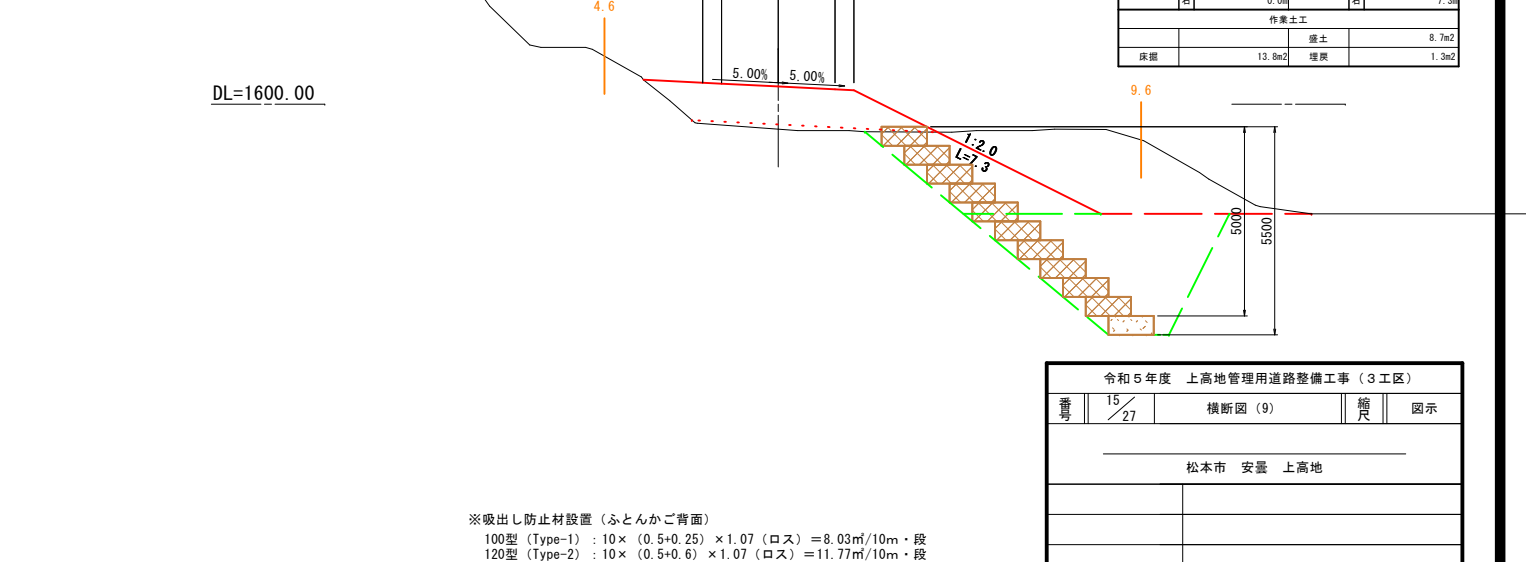 4.6
右 0.0m 右 7.3m
作業土工
盛土 8.7m2
床掘 13.8m2 埋戻 1.3m2
5.00% 5.00%
DL=1600.00
9.6
1:2.0
L=7.3
5000
5500
令和5年度 上高地管理用道路整備工事(3工区)
番号 15/27 横断図(9) 縮尺 図示
松本市 安曇 上高地
※吸出し防止材設置(ふとんかご背面)
100型(Type-1):10×(0.5+0.25)×1.07(ロス)=8.03㎡/10m・段
120型(Type-2):10×(0.5+0.6)×1.07(ロス)=11.77㎡/10m・段